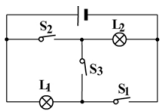 S₂ L₂
S₃
L₁ S₁